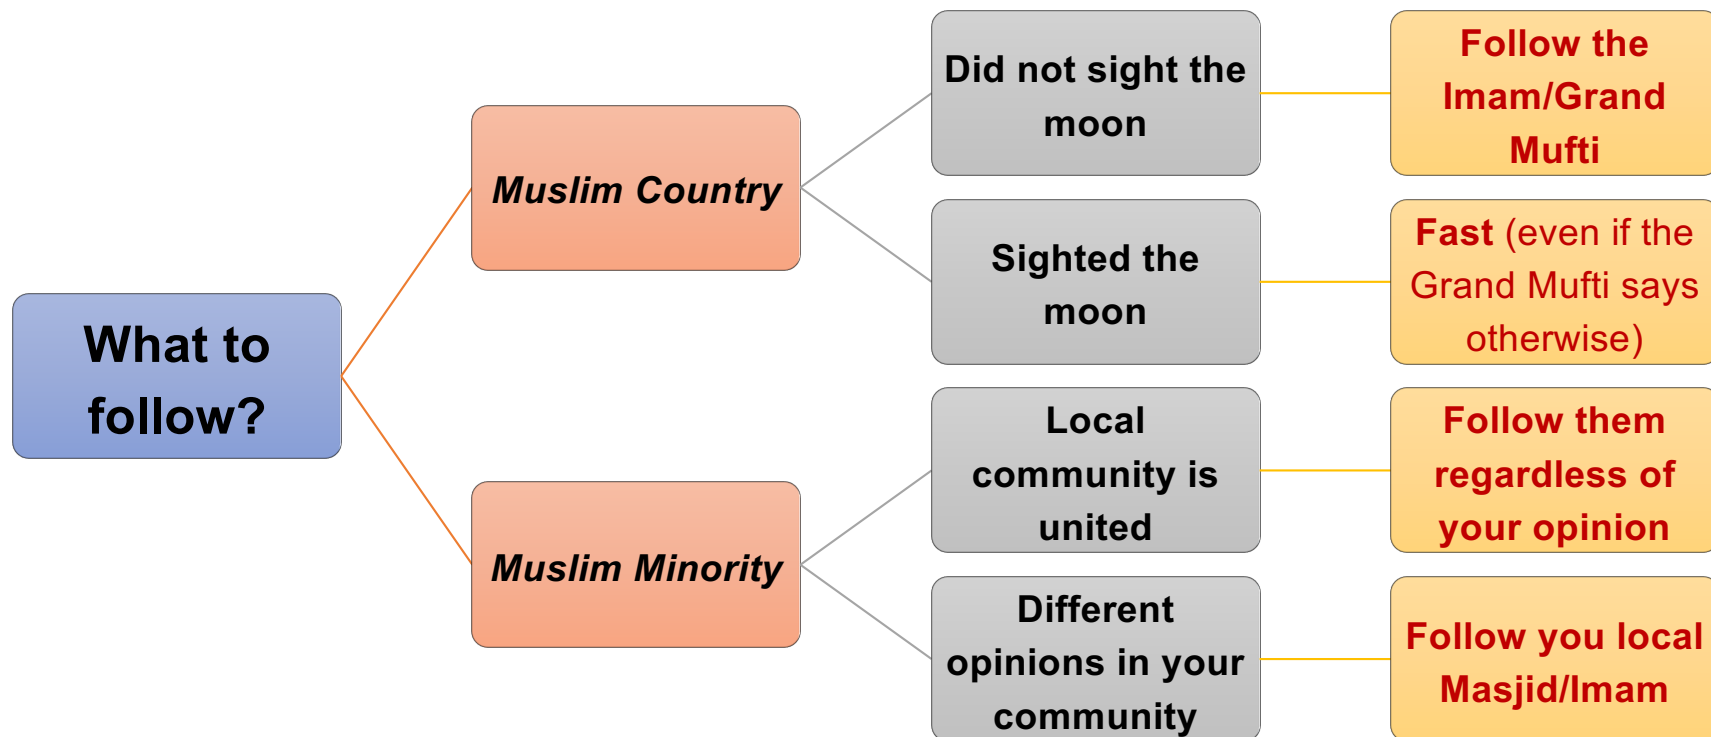 What to
follow?
Muslim Country
Did not sight the
moon
Follow the
Imam/Grand
Mufti
Sighted the
moon
Fast (even if the
Grand Mufti says
otherwise)
Muslim Minority
Local
community is
united
Follow them
regardless of
your opinion
Different
opinions in your
community
Follow you local
Masjid/Imam